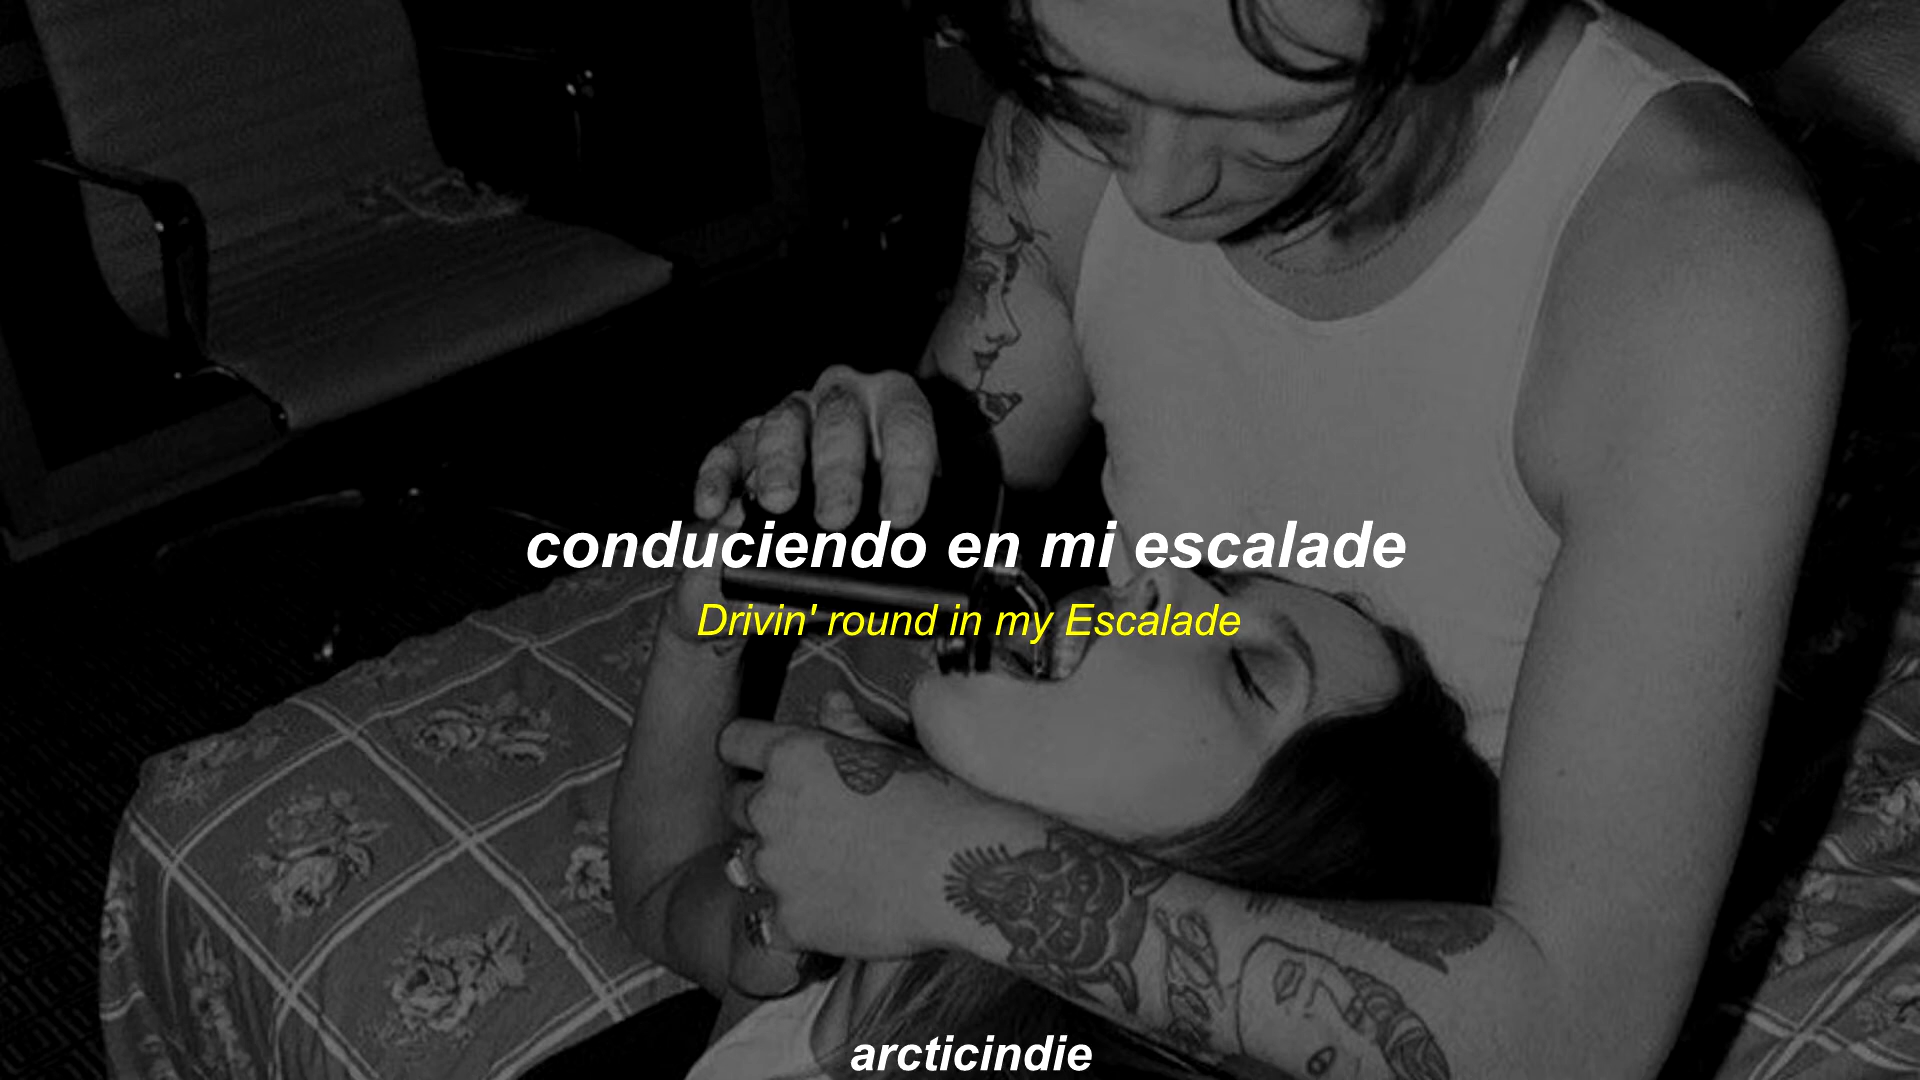 conduciendo en mi escalade
Drivin' round in my Escalade
arcticindie